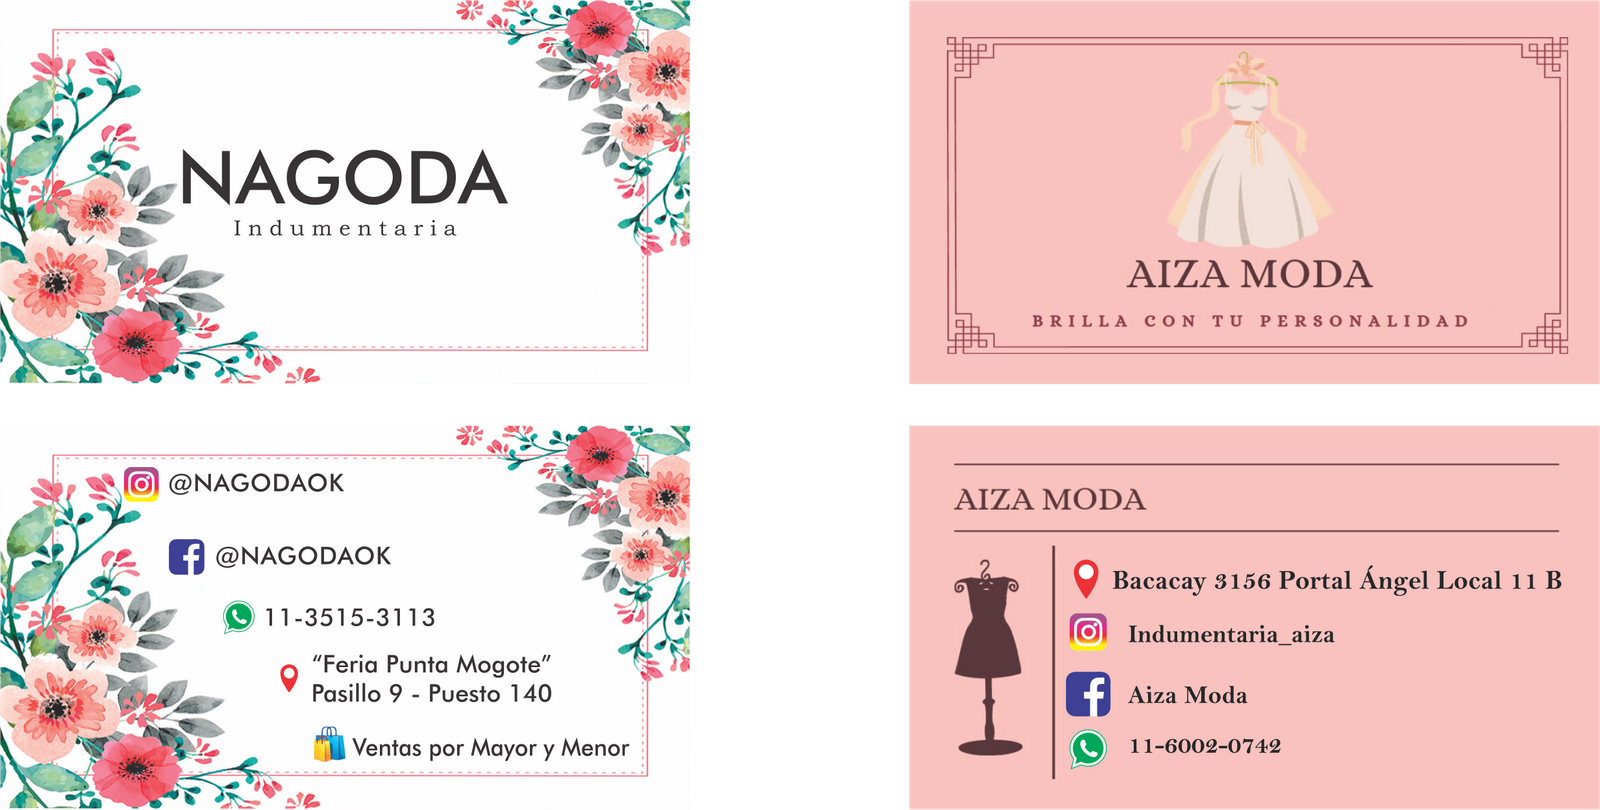 NAGODA
Indumentaria
AIZA MODA
BRILLA CON TU PERSONALIDAD
@NAGODAOK
@NAGODAOK
11-3515-3113
“Feria Punta Mogote”
Pasillo 9 - Puesto 140
Ventas por Mayor y Menor
AIZA MODA
Bacacay 3156 Portal Ángel Local 11 B
Indumentaria_aiza
Aiza Moda
11-6002-0742